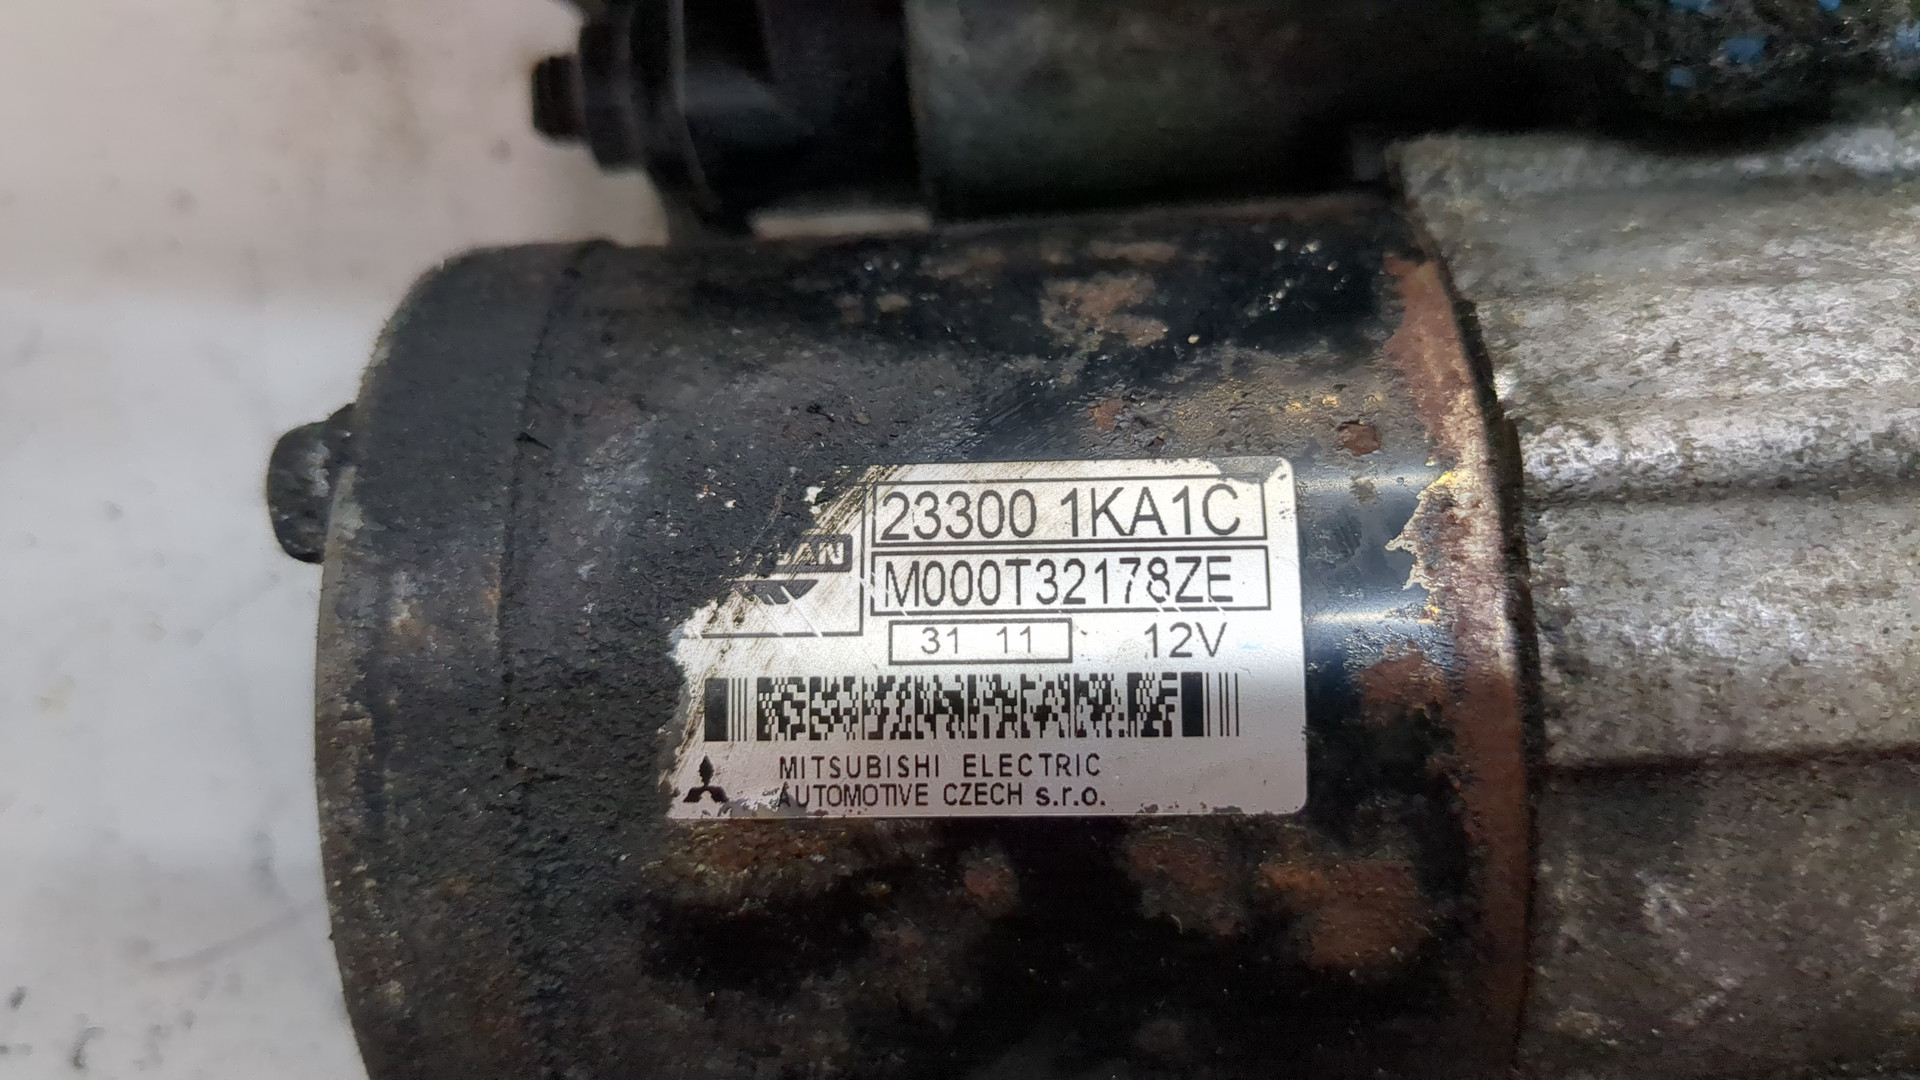 23300 1KA1C
M000T32178ZE
31 11 12V
MITSUBISHI ELECTRIC
AUTOMOTIVE CZECH s.r.o.